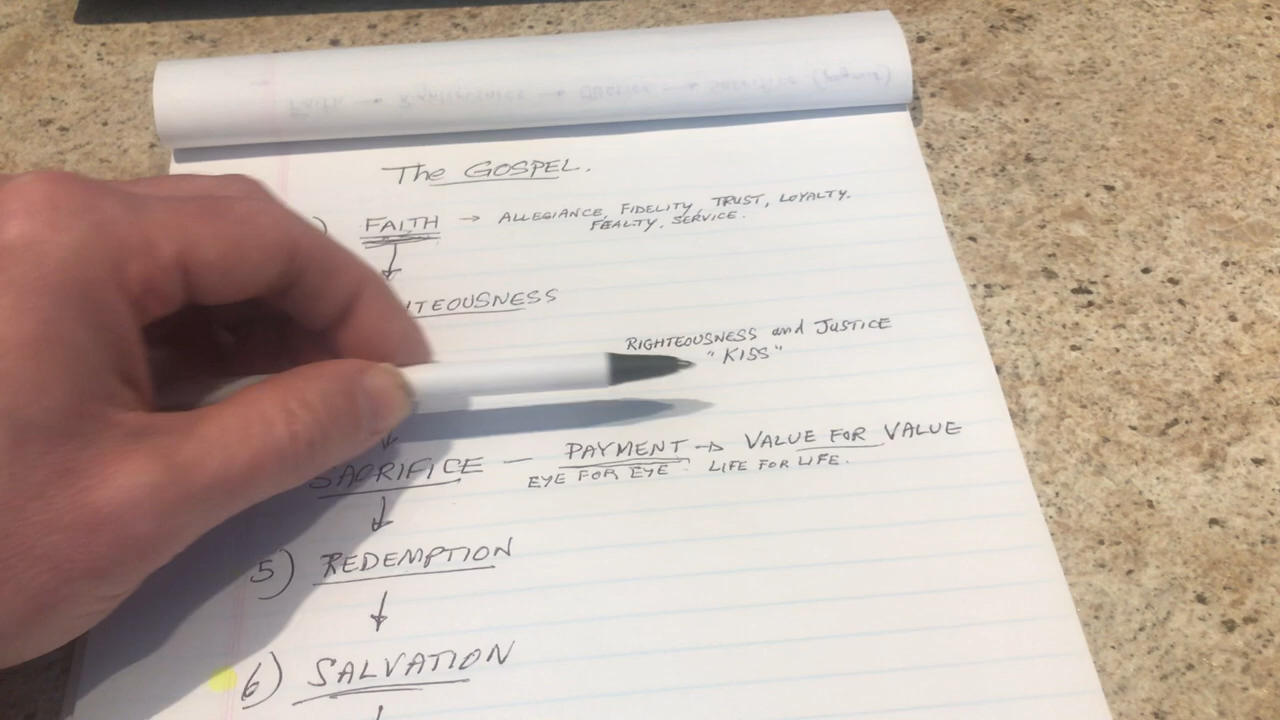 The GOSPEL.
) FAITH → ALLEGIANCE, FIDELITY, TRUST, LOYALTY.
FEALTY, SERVICE.
HTEOUSNESS
RIGHTEOUSNESS and JUSTICE
"KISS"
SACRIFICE — PAYMENT → VALUE FOR VALUE
EYE FOR EYE LIFE FOR LIFE.
5) REDEMPTION
6) SALVATION